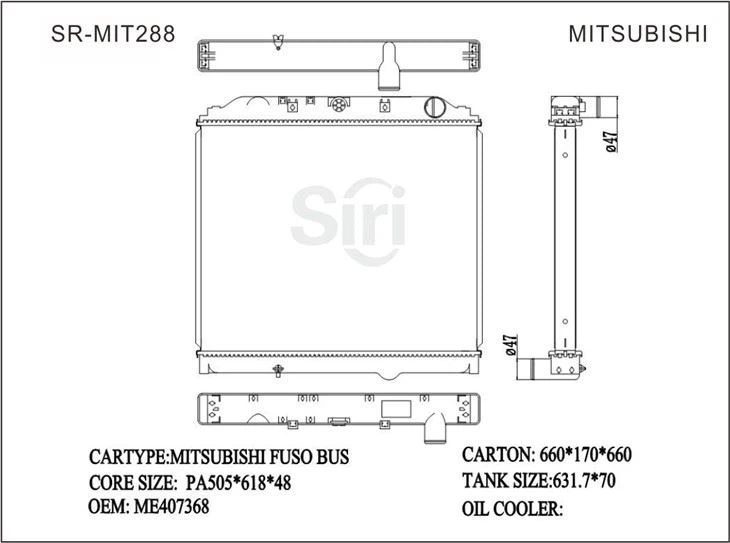 SR-MIT288
MITSUBISHI
ø47
Siri
ø47
CARTYPE:MITSUBISHI FUSO BUS
CORE SIZE: PA505*618*48
OEM: ME407368
CARTON: 660*170*660
TANK SIZE:631.7*70
OIL COOLER: